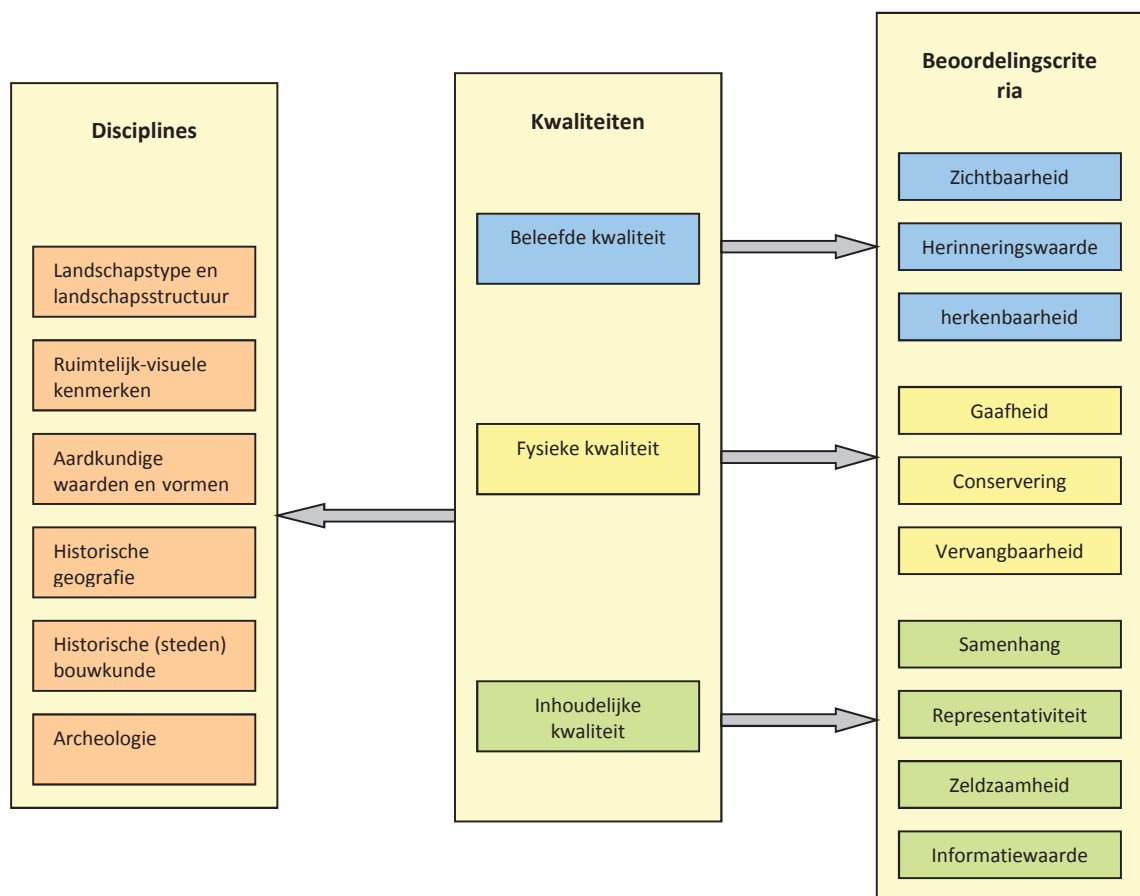 Disciplines
Landschapstype en
landschapsstructuur
Ruimtelijk-visuele
kenmerken
Aardkundige
waarden en vormen
Historische
geografie
Historische (steden)
bouwkunde
Archeologie
Kwaliteiten
Beleefde kwaliteit
Fysieke kwaliteit
Inhoudelijke
kwaliteit
Beoordelingscrite
ria
Zichtbaarheid
Herinneringswaarde
herkenbaarheid
Gaafheid
Conservering
Vervangbaarheid
Samenhang
Representativiteit
Zeldzaamheid
Informatiewaarde